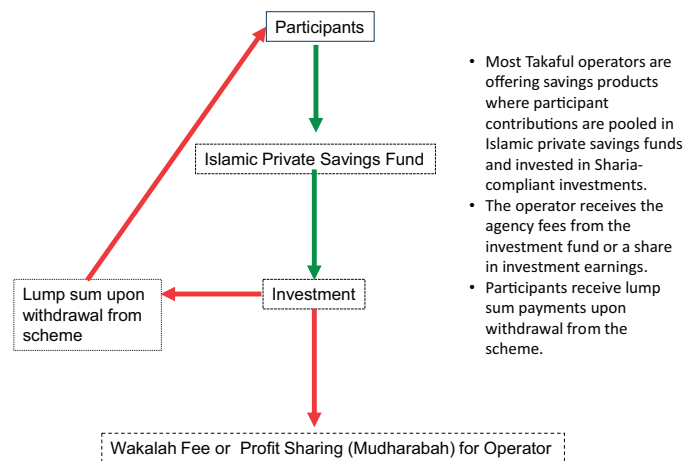 Participants
Islamic Private Savings Fund
Lump sum upon
withdrawal from
scheme
Investment
Wakalah Fee or  Profit Sharing (Mudharabah) for Operator
• Most Takaful operators are
offering savings products
where participant
contributions are pooled in
Islamic private savings funds
and invested in Sharia-
compliant investments.
• The operator receives the
agency fees from the
investment fund or a share
in investment earnings.
• Participants receive lump
sum payments upon
withdrawal from the
scheme.